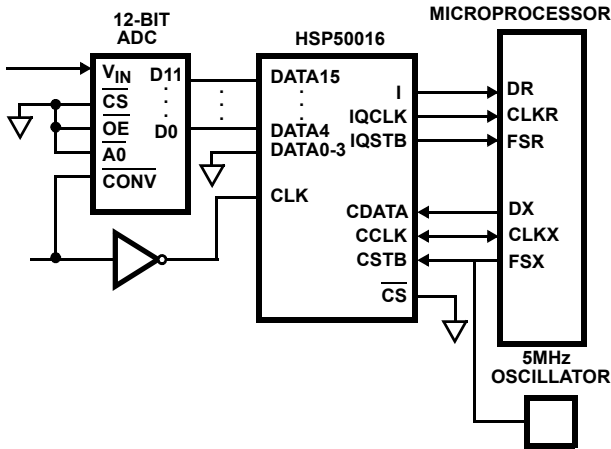 12-BIT
ADC
HSP50016
MICROPROCESSOR
VIN
CS
OE
A0
CONV
D11
.
.
.
D0
.
.
.
DATA15
.
.
.
DATA4
DATA0-3
CLK
I
IQCLK
IQSTB
CDATA
CCLK
CSTB
CS
DR
CLKR
FSR
DX
CLKX
FSX
5MHz
OSCILLATOR